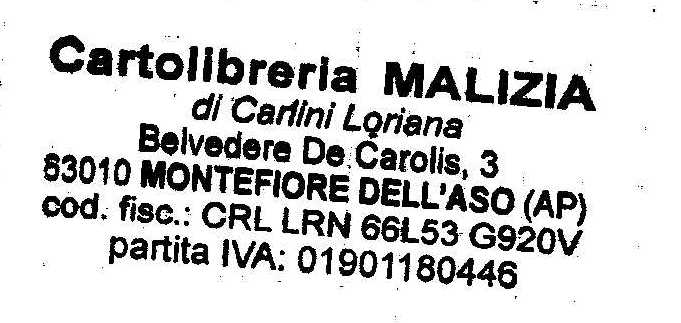 Cartolibreria MALIZIA
di Carlini Loriana
Belvedere De Carolis, 3
63010 MONTEFIORE DELL'ASO (AP)
cod. fisc.: CRL LRN 66L53 G920V
partita IVA: 01901180446